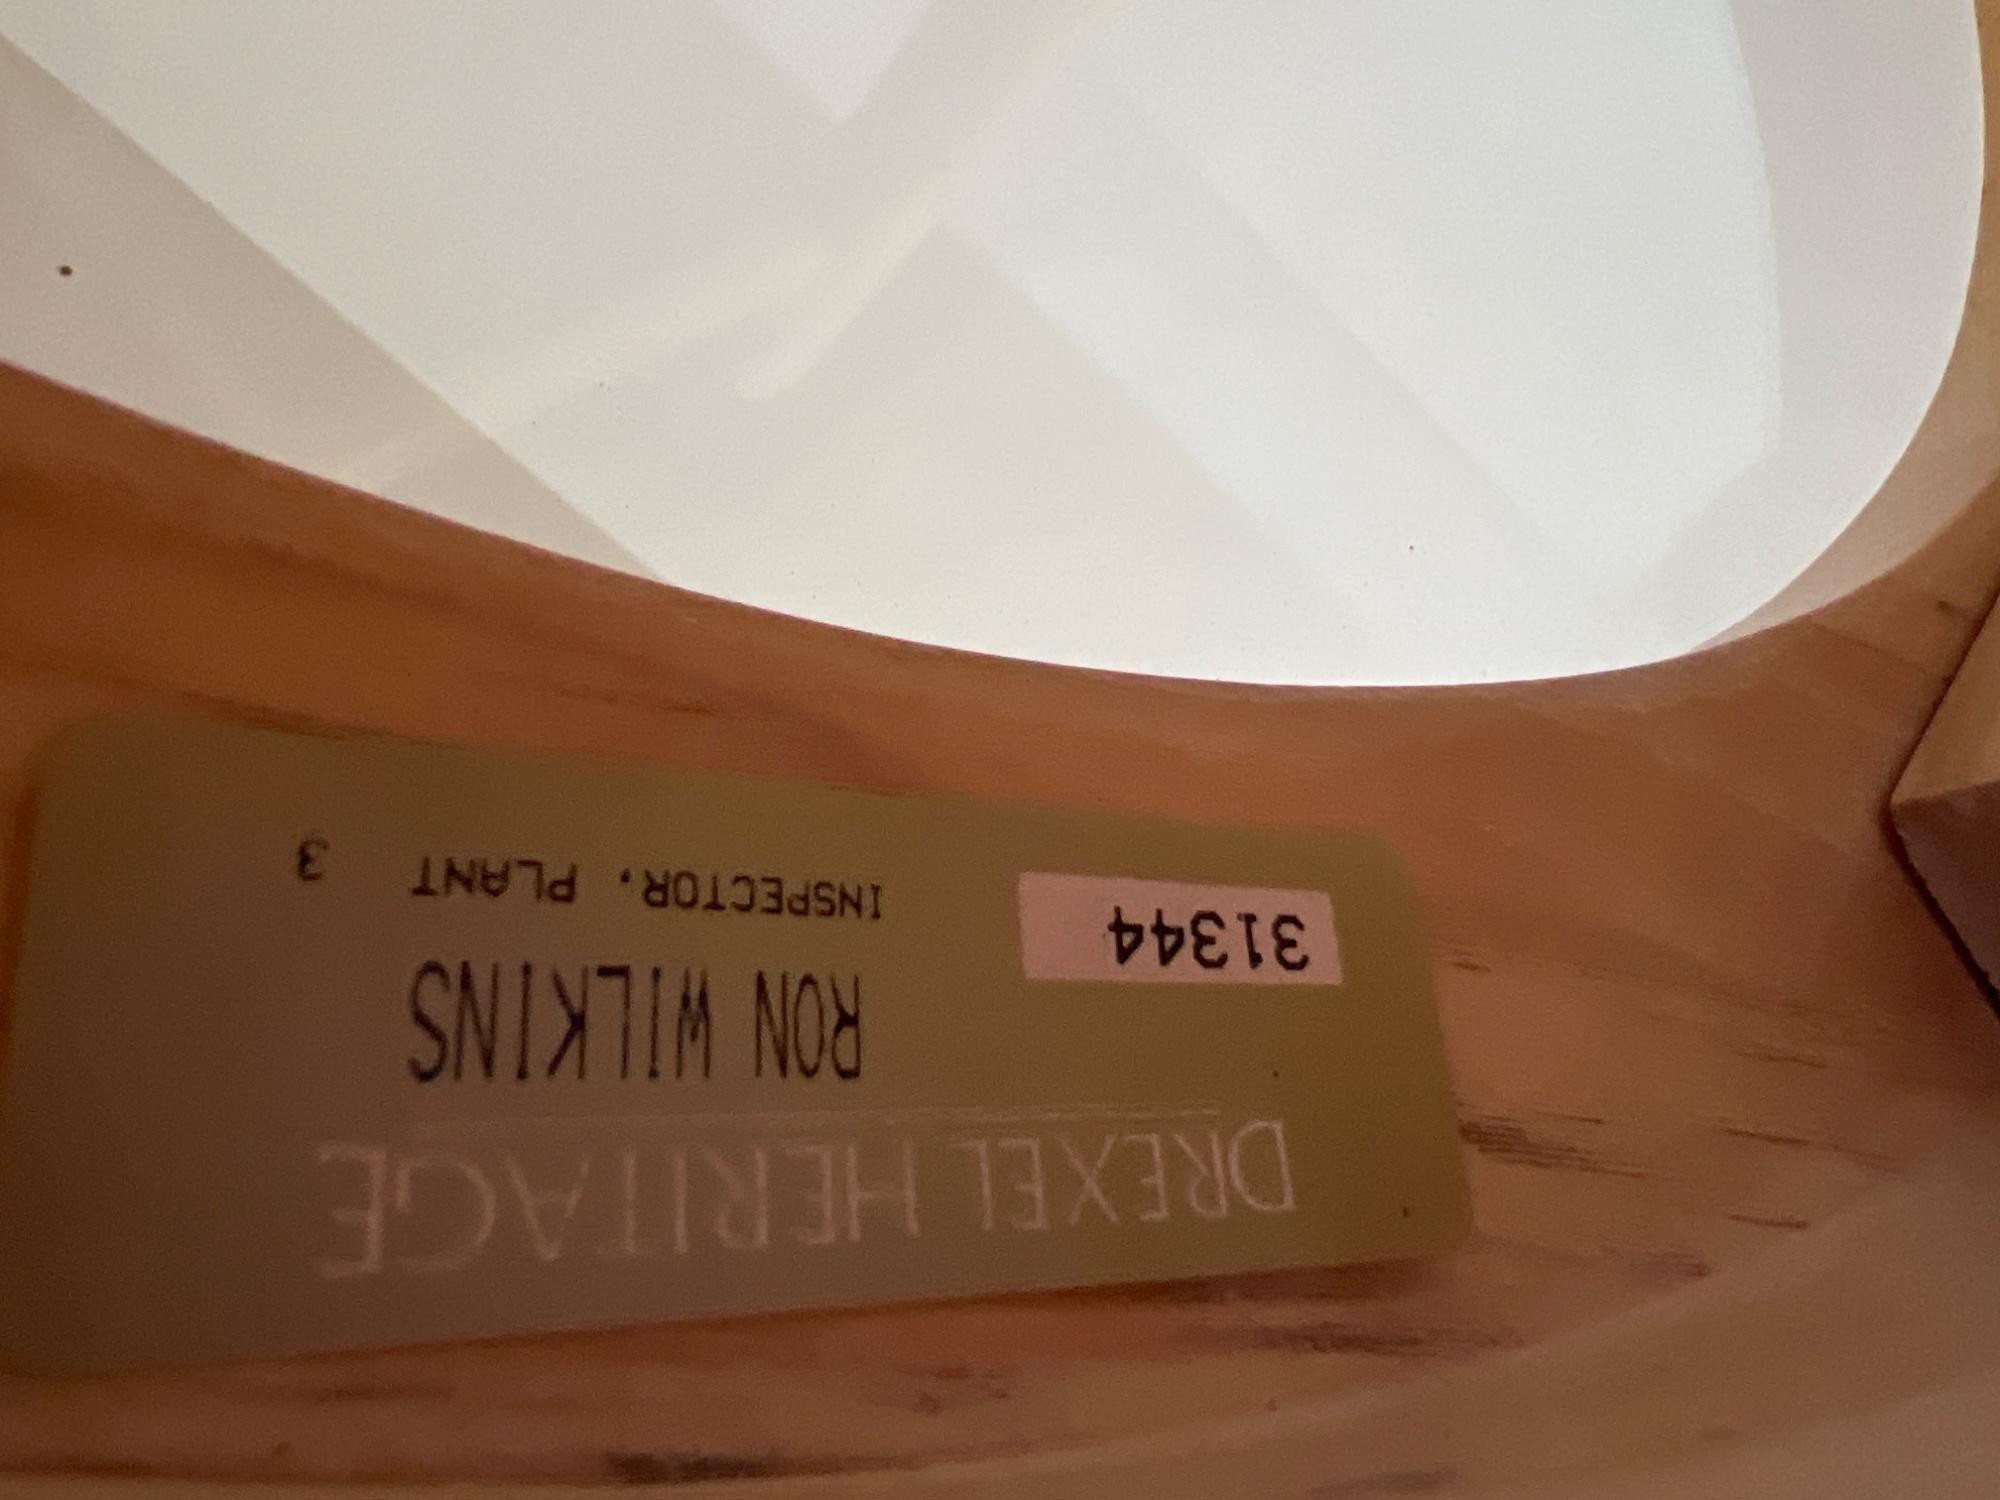 DREXEL HERITAGE
RON WILKINS
31344
INSPECTOR. PLANT 3